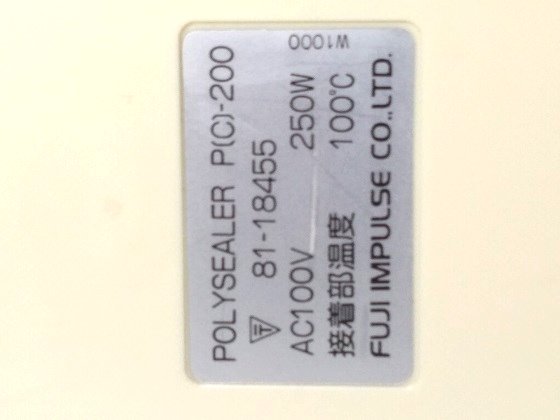 POLYSEALER P(C)-200
〒 81-18455
AC100V 250W
接着部温度 100℃
FUJI IMPULSE CO.,LTD.
W1000